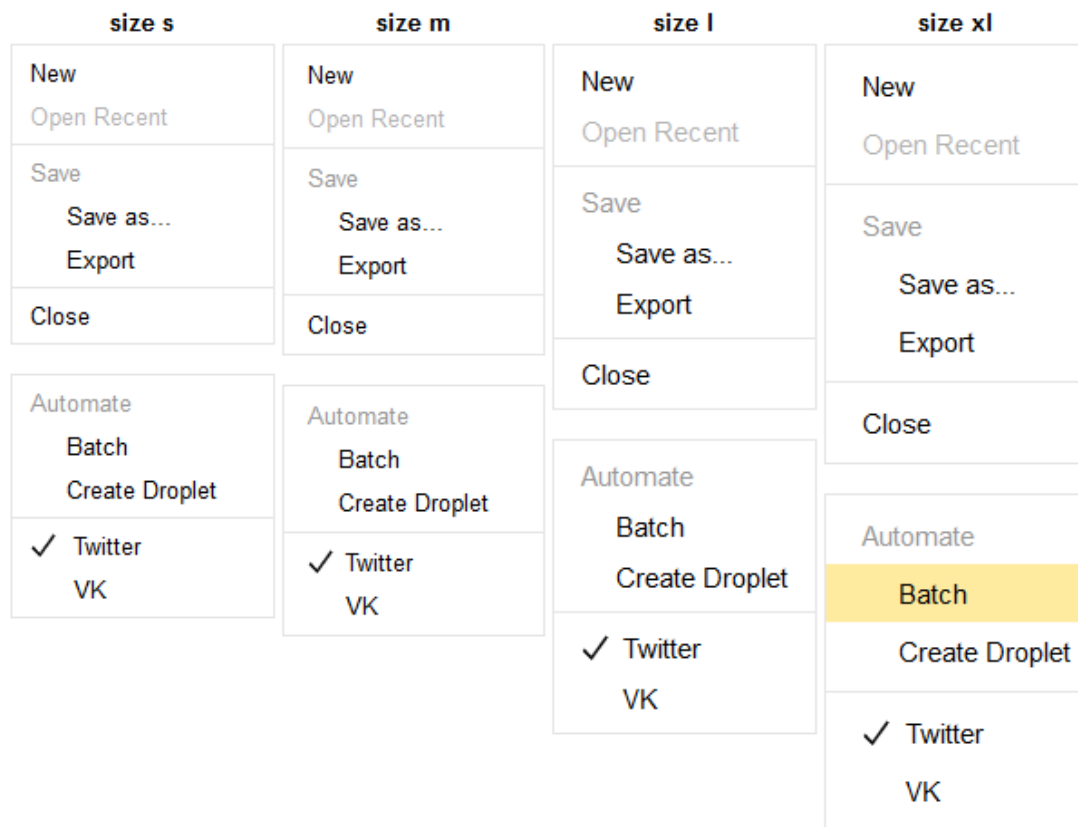 size s
New
Open Recent
Save
Save as...
Export
Close
Automate
Batch
Create Droplet
Twitter
VK
size m
New
Open Recent
Save
Save as...
Export
Close
Automate
Batch
Create Droplet
Twitter
VK
size l
New
Open Recent
Save
Save as...
Export
Close
Automate
Batch
Create Droplet
Twitter
VK
size xl
New
Open Recent
Save
Save as...
Export
Close
Automate
Batch
Create Droplet
Twitter
VK